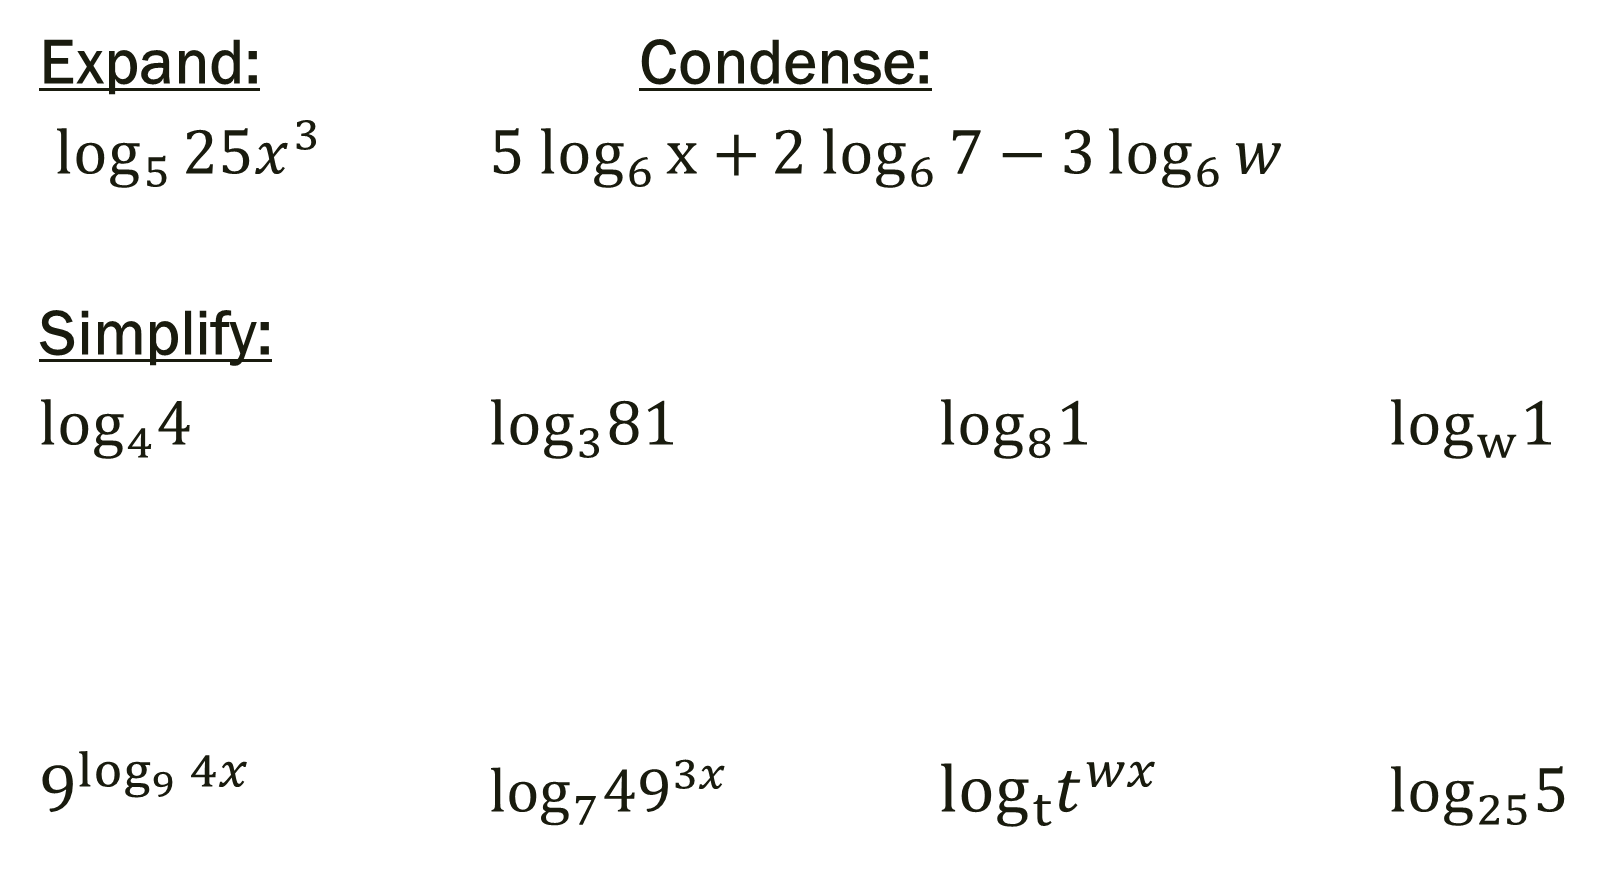 Expand: Condense:
log₅ 25x³ 5 log₆ x + 2 log₆ 7 − 3 log₆ w
Simplify:
log₄4 log₃81 log₈1 log_w1
9^(log₉ 4x) log₇49^(3x) log_t t^(wx) log₂₅5